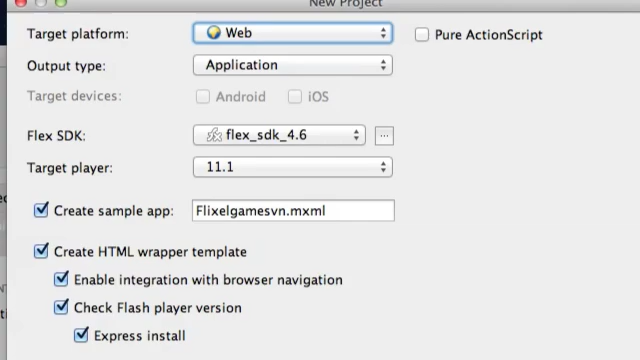 New Project
Target platform: Web Pure ActionScript
Output type: Application
Target devices: Android iOS
Flex SDK: flex_sdk_4.6 ...
Target player: 11.1
Create sample app: Flixelgamesvn.mxml
Create HTML wrapper template
Enable integration with browser navigation
Check Flash player version
Express install